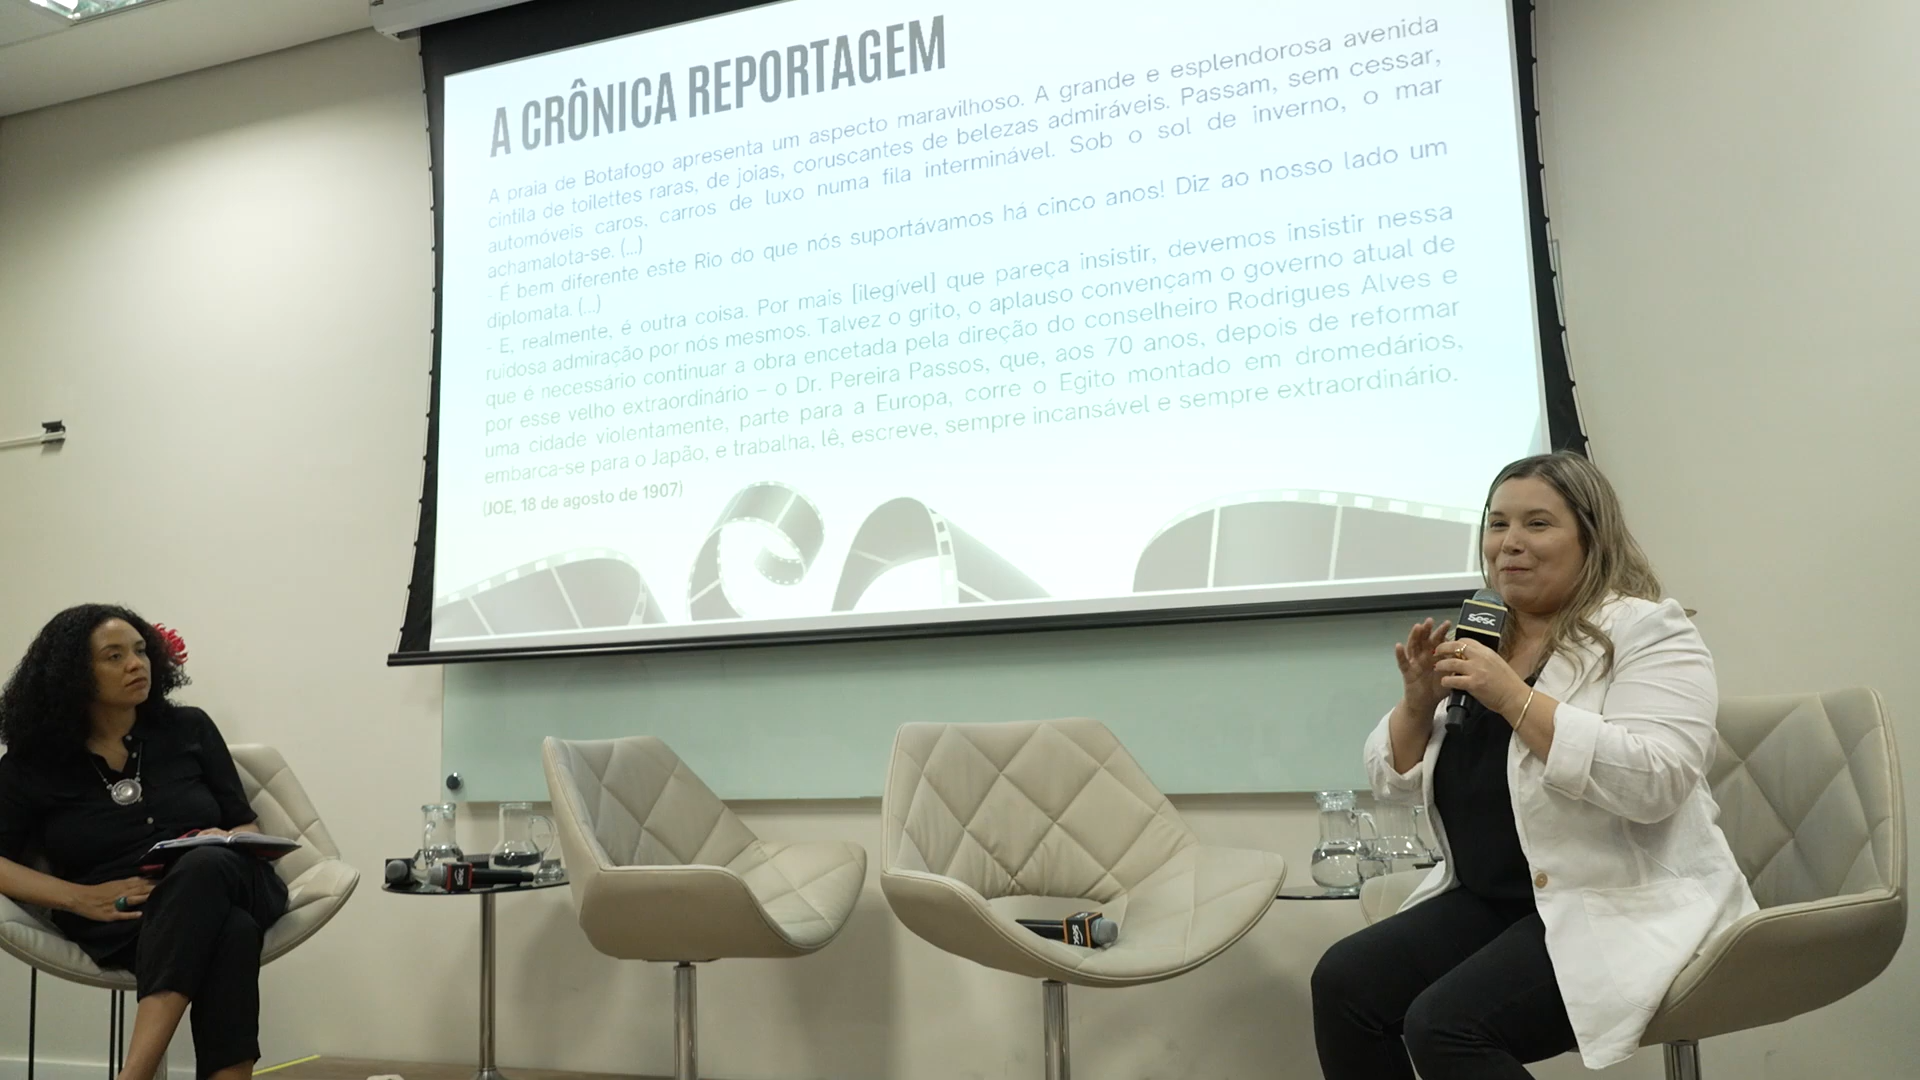 A CRÔNICA REPORTAGEM
A praia de Botafogo apresenta um aspecto maravilhoso. A grande e esplendorosa avenida
cintila de toilettes raras, de joias, coruscantes de belezas admiráveis. Passam, sem cessar,
automóveis caros, carros de luxo numa fila interminável. Sob o sol de inverno, o mar
achamalota-se. (...)
- É bem diferente este Rio do que nós suportávamos há cinco anos! Diz ao nosso lado um
diplomata. (...)
- E, realmente, é outra coisa. Por mais [ilegível] que pareça insistir, devemos insistir nessa
ruidosa admiração por nós mesmos. Talvez o grito, o aplauso convençam o governo atual de
que é necessário continuar a obra encetada pela direção do conselheiro Rodrigues Alves e
por esse velho extraordinário – o Dr. Pereira Passos, que, aos 70 anos, depois de reformar
uma cidade violentamente, parte para a Europa, corre o Egito montado em dromedários,
embarca-se para o Japão, e trabalha, lê, escreve, sempre incansável e sempre extraordinário.
(JOE, 18 de agosto de 1907)
sesc
sesc